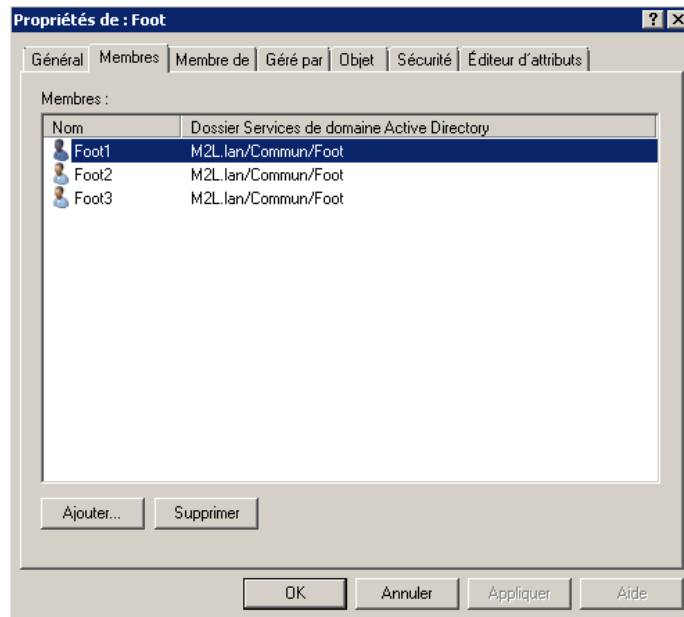 Propriétés de : Foot
Général Membres Membre de Géré par Objet Sécurité Éditeur d'attributs
Membres :
Nom Dossier Services de domaine Active Directory
Foot1 M2L.lan/Commun/Foot
Foot2 M2L.lan/Commun/Foot
Foot3 M2L.lan/Commun/Foot
Ajouter... Supprimer
OK Annuler Appliquer Aide